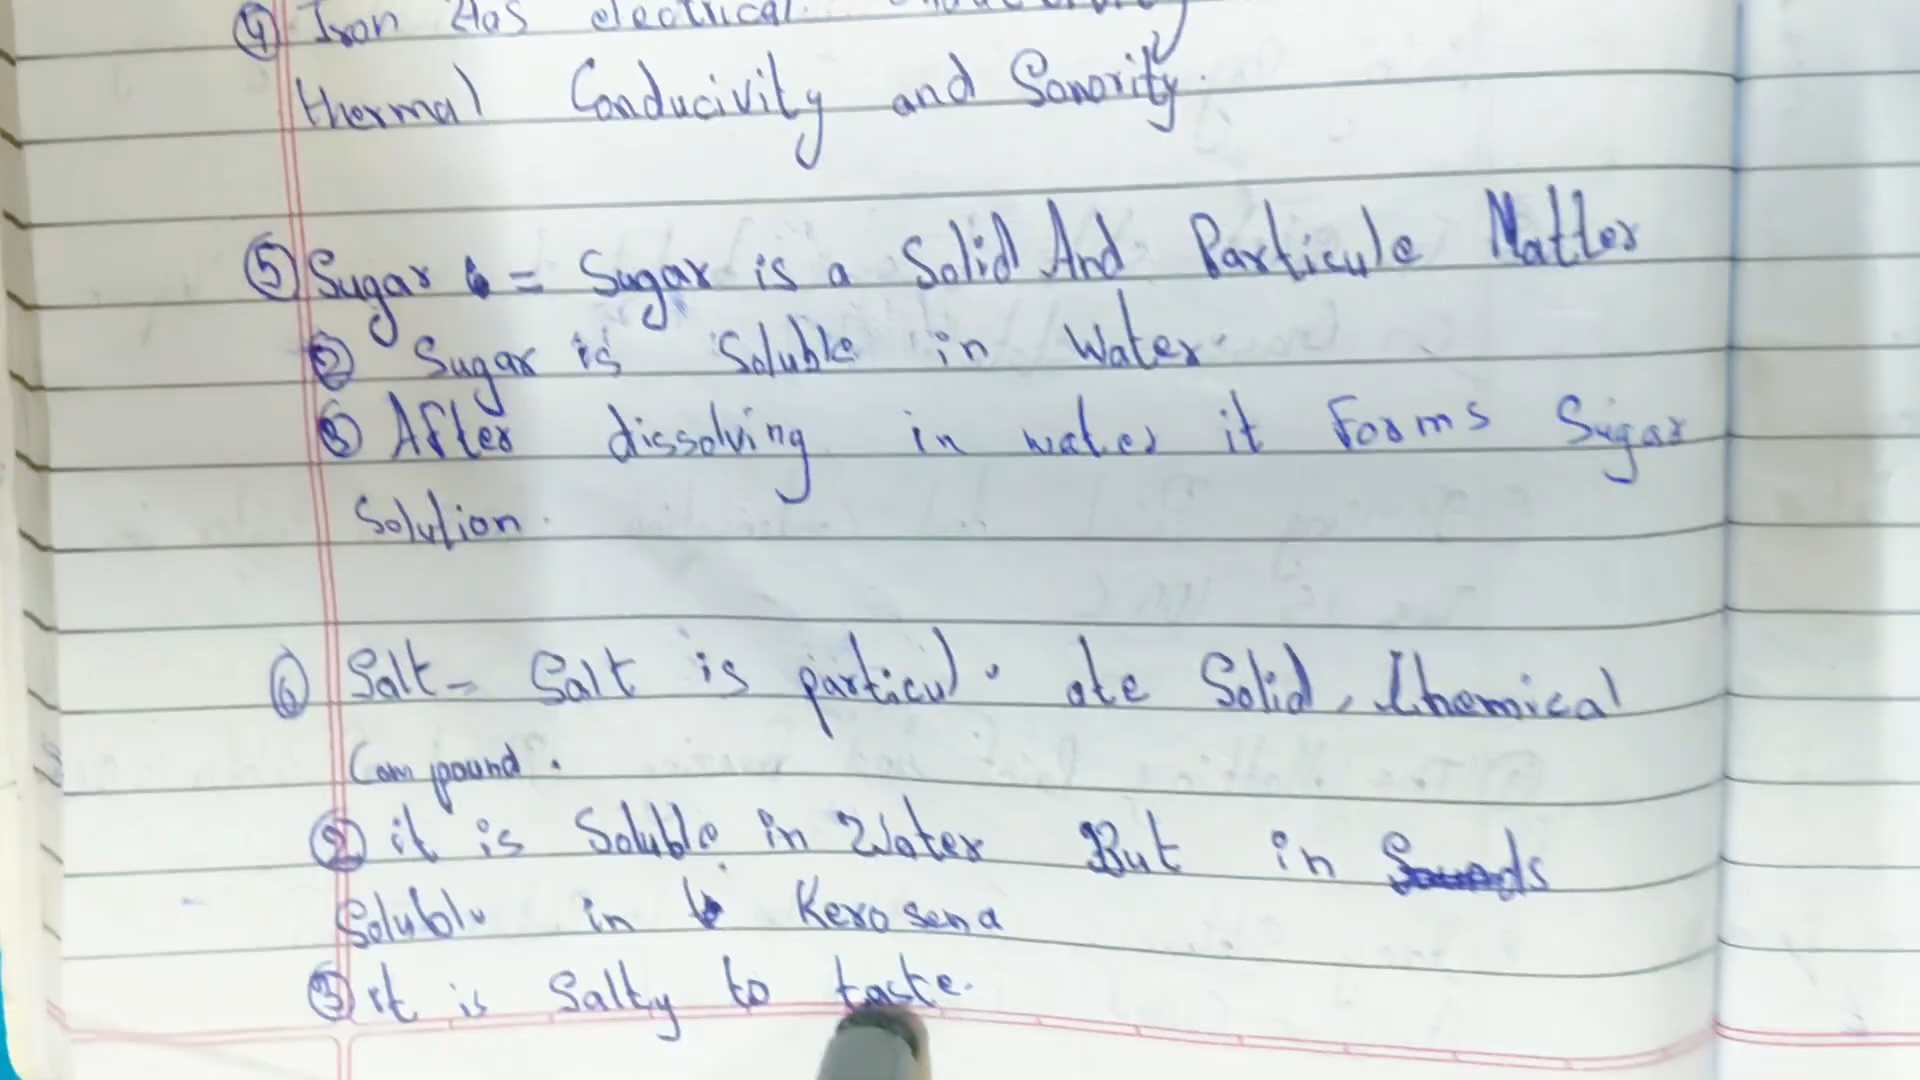 ④ Iron Has electrical
thermal Conducivity and Sonority.
⑤ Sugar = Sugar is a Solid And Particule Matter
② Sugar is Soluble in Water.
③ After dissolving in water it Forms Sugar
Solution.
⑥ Salt - Salt is particul ate Solid, Chemical
Compound.
② it is Soluble in Water But in
Solublu in Kerosena
③ it is Salty to taste.